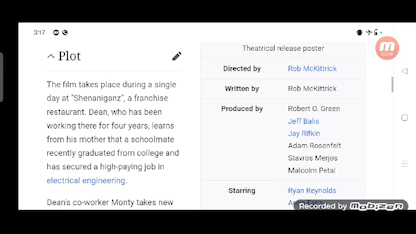 3:17
Plot
The film takes place during a single
day at "Shenaniganz", a franchise
restaurant. Dean, who has been
working there for four years, learns
from his mother that a schoolmate
recently graduated from college and
has secured a high-paying job in
electrical engineering.
Dean's co-worker Monty takes new
Theatrical release poster
Directed by Rob McKittrick
Written by Rob McKittrick
Produced by Robert O. Green
Jeff Balis
Jay Rifkin
Adam Rosenfelt
Stavros Merjos
Malcolm Petal
Starring Ryan Reynolds
Recorded by mobizen